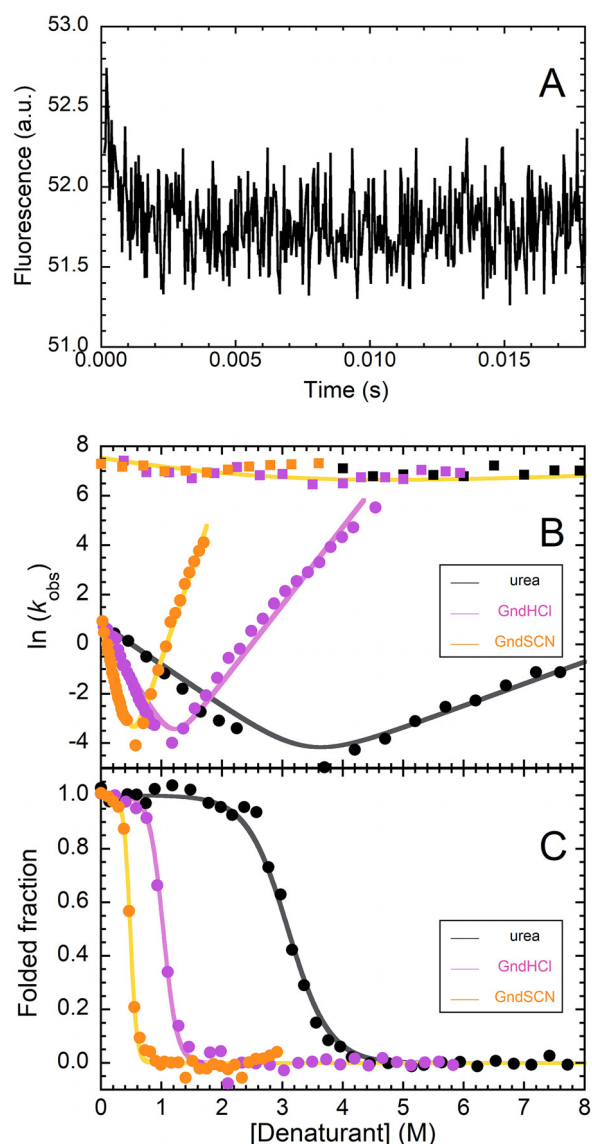 53.0
52.5
52.0
51.5
51.0
A
Fluorescence (a.u.)
0.000
0.005
0.010
0.015
Time (s)
8
6
4
2
0
-2
-4
B
ln (kobs)
urea
GndHCl
GndSCN
1.0
0.8
0.6
0.4
0.2
0.0
C
Folded fraction
urea
GndHCl
GndSCN
0 1 2 3 4 5 6 7 8
[Denaturant] (M)